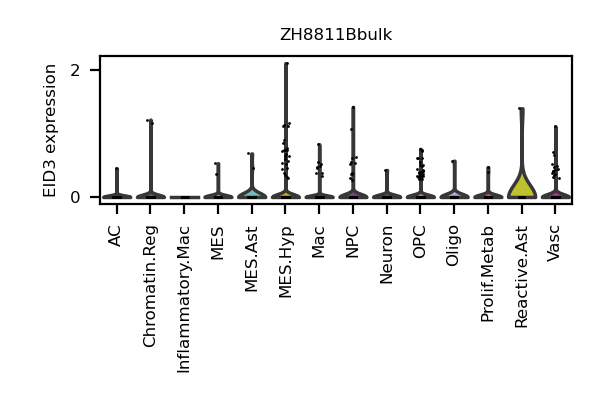 ZH8811Bbulk
EID3 expression
2
0
AC
Chromatin.Reg
Inflammatory.Mac
MES
MES.Ast
MES.Hyp
Mac
NPC
Neuron
OPC
Oligo
Prolif.Metab
Reactive.Ast
Vasc